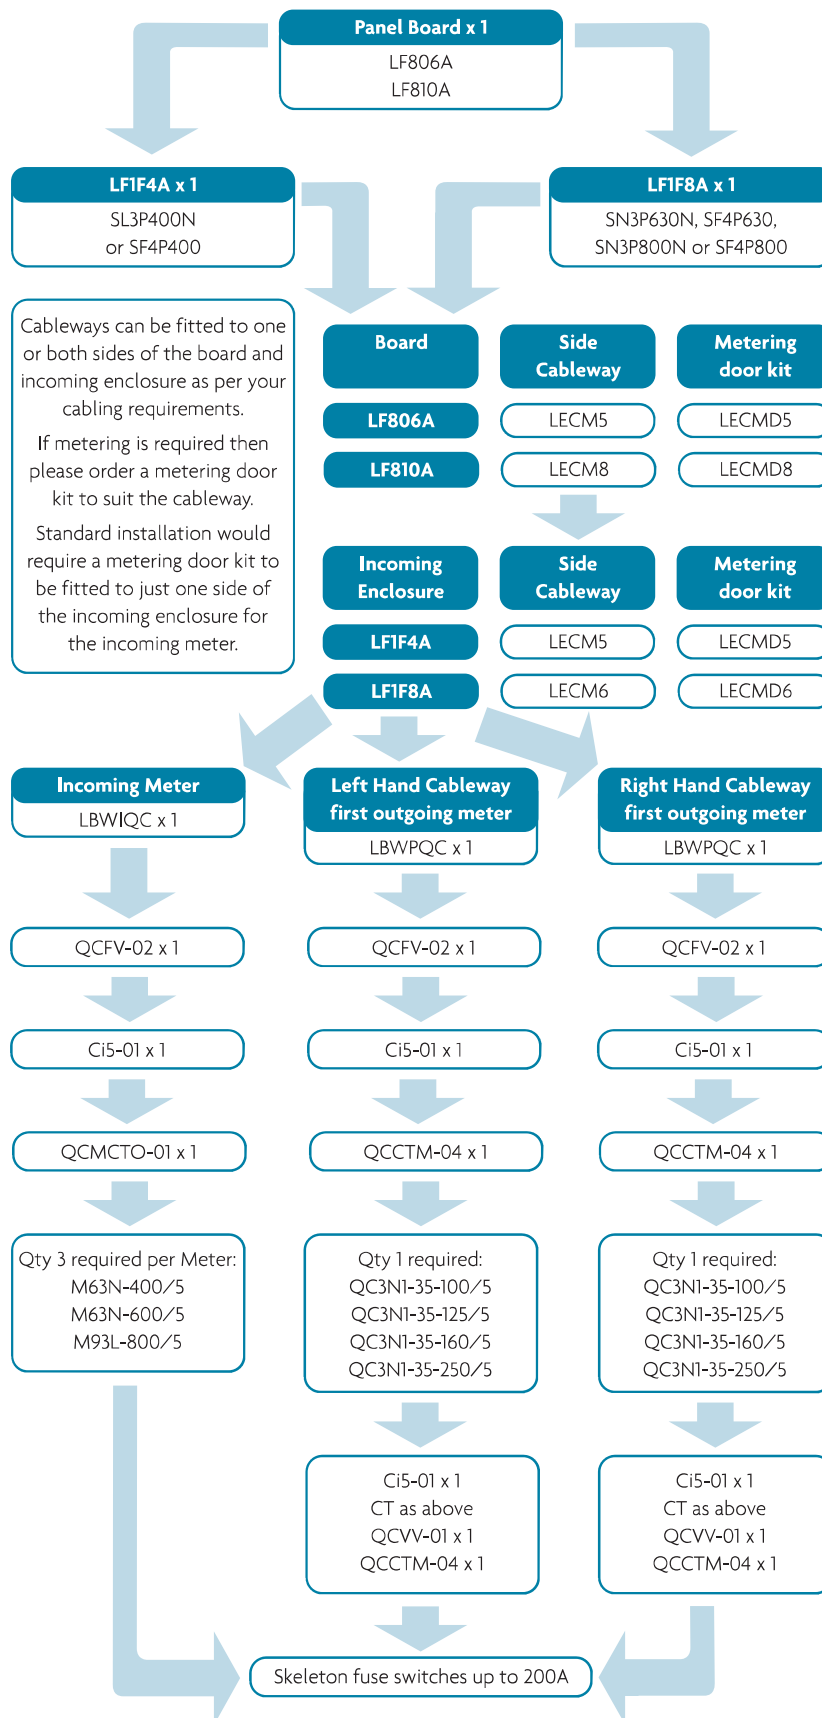 Panel Board x 1
LF806A
LF810A
LF1F4A x 1
SL3P400N
or SF4P400
LF1F8A x 1
SN3P630N, SF4P630,
SN3P800N or SF4P800
Cableways can be fitted to one
or both sides of the board and
incoming enclosure as per your
cabling requirements.
If metering is required then
please order a metering door
kit to suit the cableway.
Standard installation would
require a metering door kit to
be fitted to just one side of
the incoming enclosure for
the incoming meter.
Board
Side
Cableway
Metering
door kit
LF806A
LECM5
LECMD5
LF810A
LECM8
LECMD8
Incoming
Enclosure
Side
Cableway
Metering
door kit
LF1F4A
LECM5
LECMD5
LF1F8A
LECM6
LECMD6
Incoming Meter
LBWIQC x 1
QCFV-02 x 1
Ci5-01 x 1
QCMCTO-01 x 1
Qty 3 required per Meter:
M63N-400/5
M63N-600/5
M93L-800/5
Left Hand Cableway
first outgoing meter
LBWPQC x 1
QCFV-02 x 1
Ci5-01 x 1
QCCTM-04 x 1
Qty 1 required:
QC3N1-35-100/5
QC3N1-35-125/5
QC3N1-35-160/5
QC3N1-35-250/5
Ci5-01 x 1
CT as above
QCVV-01 x 1
QCCTM-04 x 1
Right Hand Cableway
first outgoing meter
LBWPQC x 1
QCFV-02 x 1
Ci5-01 x 1
QCCTM-04 x 1
Qty 1 required:
QC3N1-35-100/5
QC3N1-35-125/5
QC3N1-35-160/5
QC3N1-35-250/5
Ci5-01 x 1
CT as above
QCVV-01 x 1
QCCTM-04 x 1
Skeleton fuse switches up to 200A